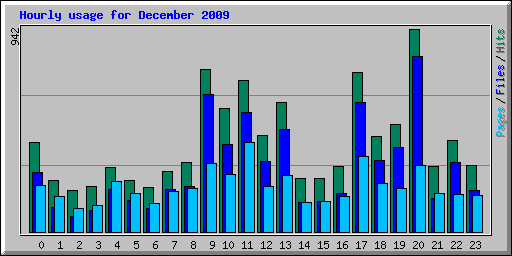 Hourly usage for December 2009
942
Pages / Files / Hits
0 1 2 3 4 5 6 7 8 9 10 11 12 13 14 15 16 17 18 19 20 21 22 23